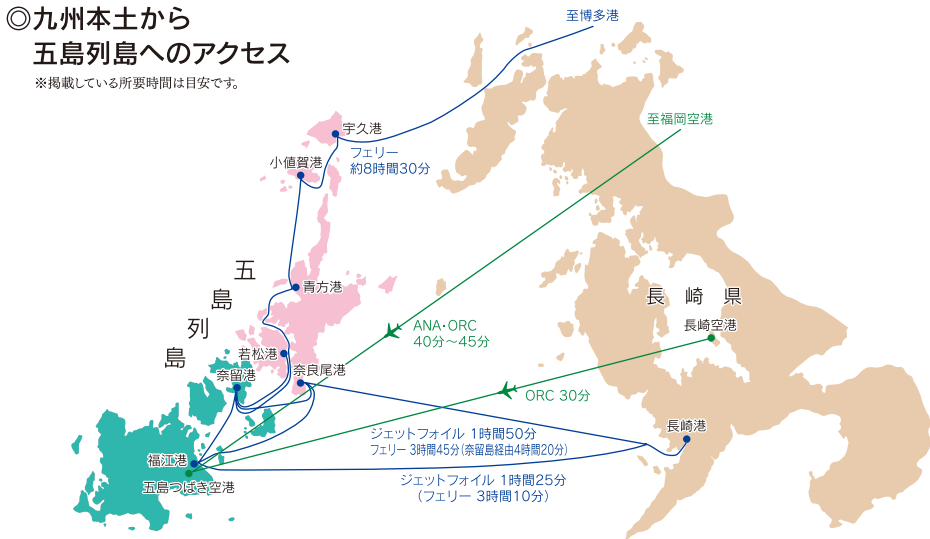 ◎九州本土から
五島列島へのアクセス
※掲載している所要時間は目安です。
至博多港
至福岡空港
宇久港
フェリー
約8時間30分
小値賀港
五島列島
青方港
長崎県
長崎空港
ANA・ORC
40分〜45分
若松港
奈良尾港
奈留港
ORC 30分
長崎港
ジェットフォイル 1時間50分
フェリー 3時間45分(奈留島経由4時間20分)
福江港
五島つばき空港
ジェットフォイル 1時間25分
(フェリー 3時間10分)